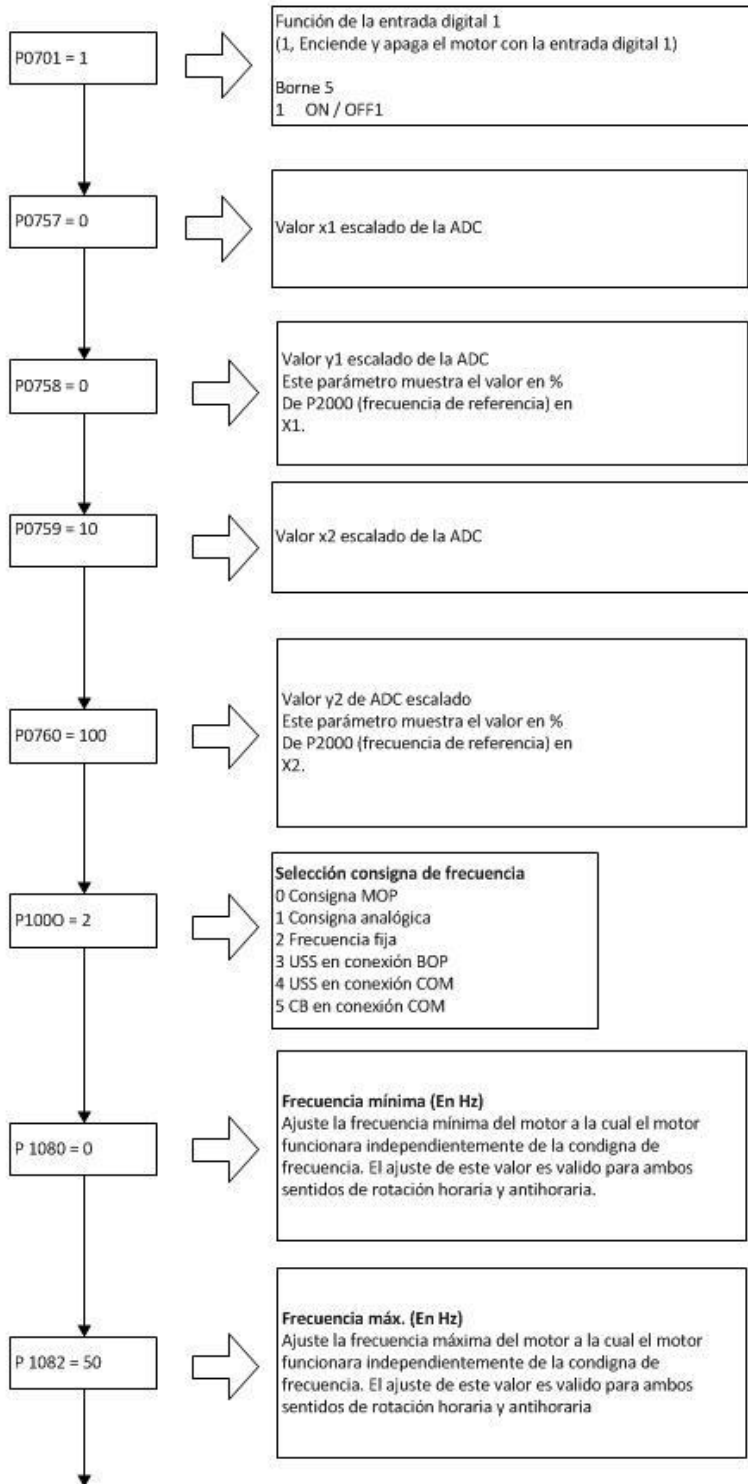 P0701 = 1
Función de la entrada digital 1
(1, Enciende y apaga el motor con la entrada digital 1)
Borne 5
1 ON / OFF1
P0757 = 0
Valor x1 escalado de la ADC
P0758 = 0
Valor y1 escalado de la ADC
Este parámetro muestra el valor en %
De P2000 (frecuencia de referencia) en
X1.
P0759 = 10
Valor x2 escalado de la ADC
P0760 = 100
Valor y2 de ADC escalado
Este parámetro muestra el valor en %
De P2000 (frecuencia de referencia) en
X2.
P100O = 2
Selección consigna de frecuencia
0 Consigna MOP
1 Consigna analógica
2 Frecuencia fija
3 USS en conexión BOP
4 USS en conexión COM
5 CB en conexión COM
P 1080 = 0
Frecuencia mínima (En Hz)
Ajuste la frecuencia mínima del motor a la cual el motor
funcionara independientemente de la condigna de
frecuencia. El ajuste de este valor es valido para ambos
sentidos de rotación horaria y antihoraria.
P 1082 = 50
Frecuencia máx. (En Hz)
Ajuste la frecuencia máxima del motor a la cual el motor
funcionara independientemente de la condigna de
frecuencia. El ajuste de este valor es valido para ambos
sentidos de rotación horaria y antihoraria